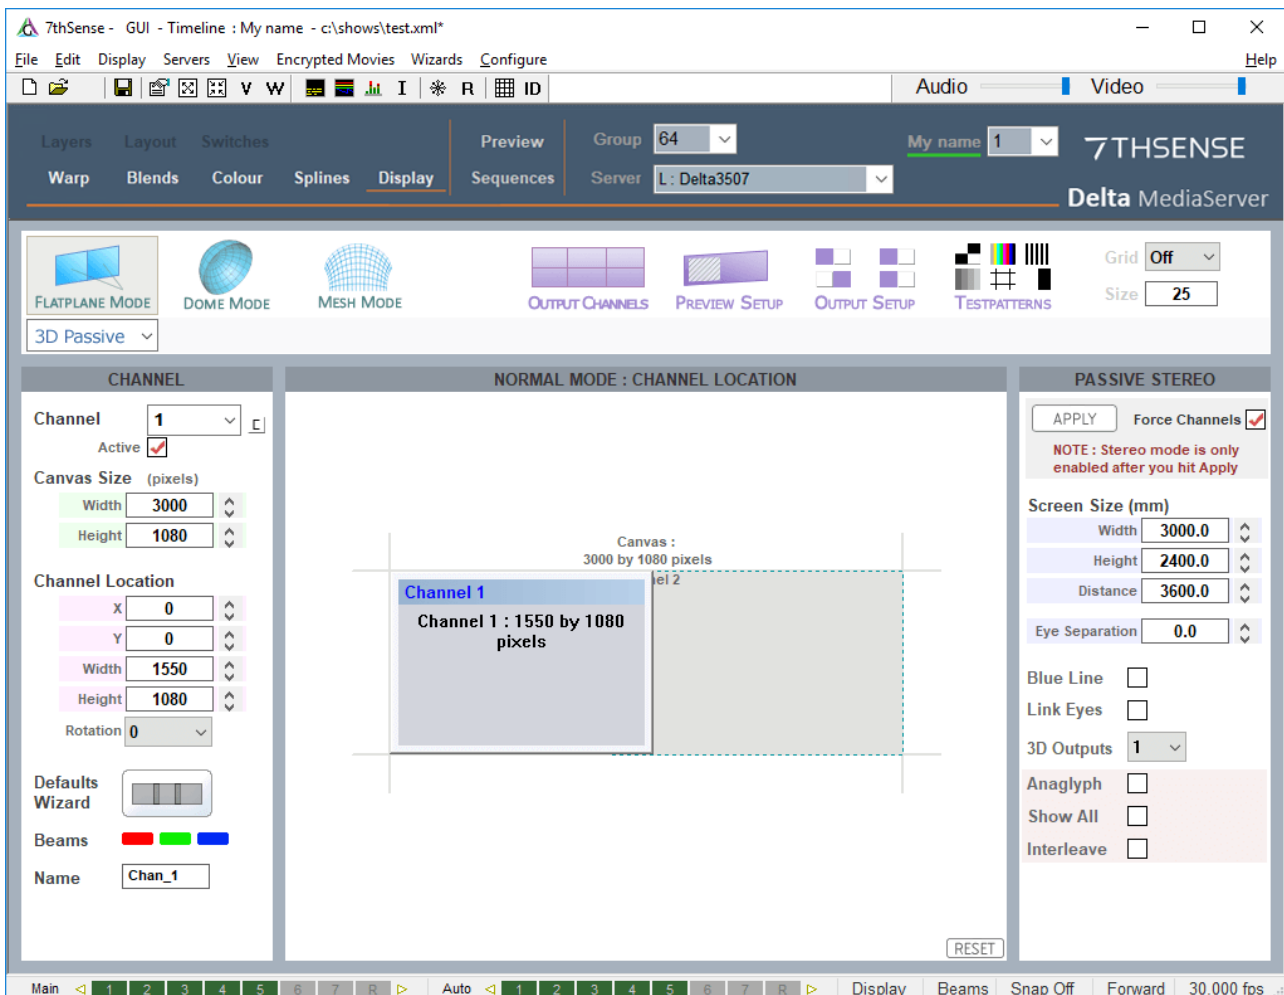 7thSense -   GUI  - Timeline : My name - c:\shows\test.xml*
File Edit Display Servers View Encrypted Movies Wizards Configure Help
V W I R ID Audio Video
Layers Layout Switches Preview Group 64 My name 1 7THSENSE
Warp Blends Colour Splines Display Sequences Server L : Delta3507
Delta MediaServer
Grid Off
FLATPLANE MODE DOME MODE MESH MODE OUTPUT CHANNELS PREVIEW SETUP OUTPUT SETUP TESTPATTERNS Size 25
3D Passive
CHANNEL
Channel 1
Active
Canvas Size (pixels)
Width 3000
Height 1080
Channel Location
X 0
Y 0
Width 1550
Height 1080
Rotation 0
Defaults
Wizard
Beams
Name Chan_1
NORMAL MODE : CHANNEL LOCATION
Canvas :
3000 by 1080 pixels
el 2
Channel 1
Channel 1 : 1550 by 1080
pixels
RESET
PASSIVE STEREO
APPLY Force Channels
NOTE : Stereo mode is only
enabled after you hit Apply
Screen Size (mm)
Width 3000.0
Height 2400.0
Distance 3600.0
Eye Separation 0.0
Blue Line
Link Eyes
3D Outputs 1
Anaglyph
Show All
Interleave
Main 1 2 3 4 5 6 7 R Auto 1 2 3 4 5 6 7 R Display Beams Snap Off Forward 30.000 fps